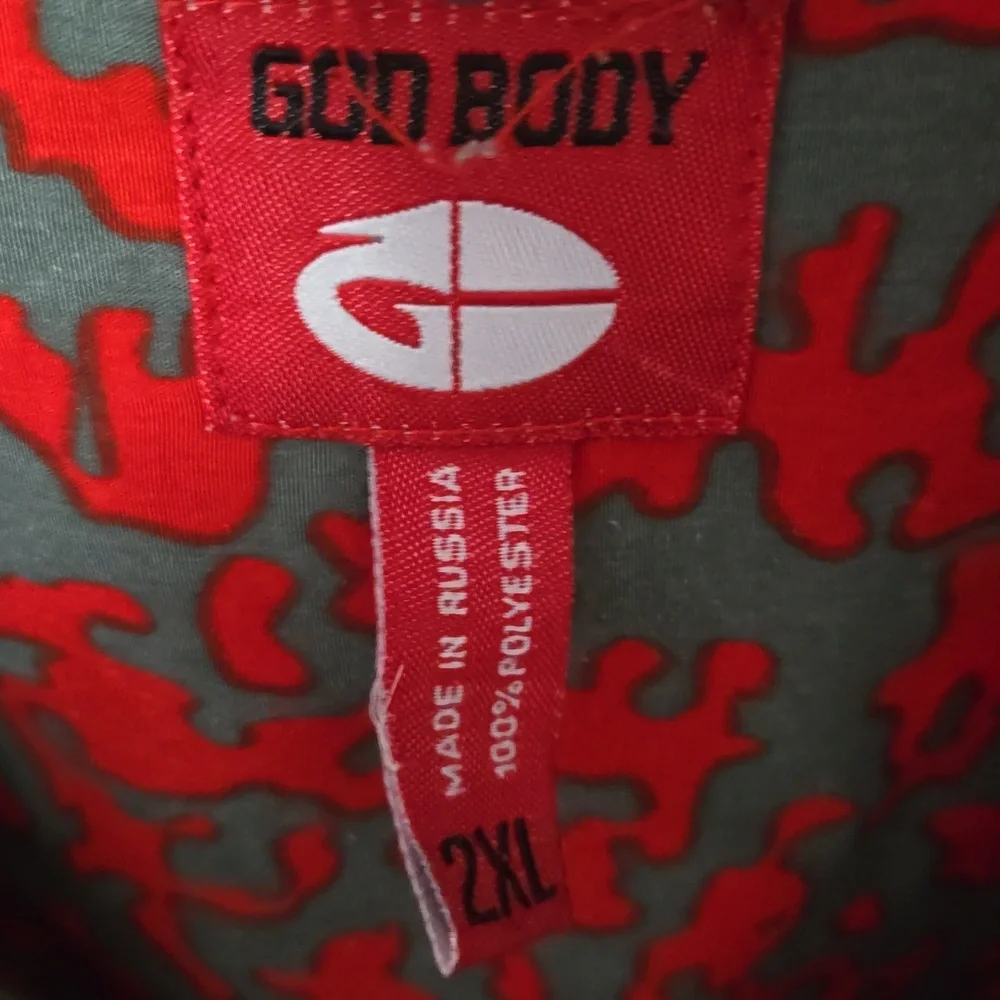 GOD BODY
MADE IN RUSSIA
100% POLYESTER
2XL